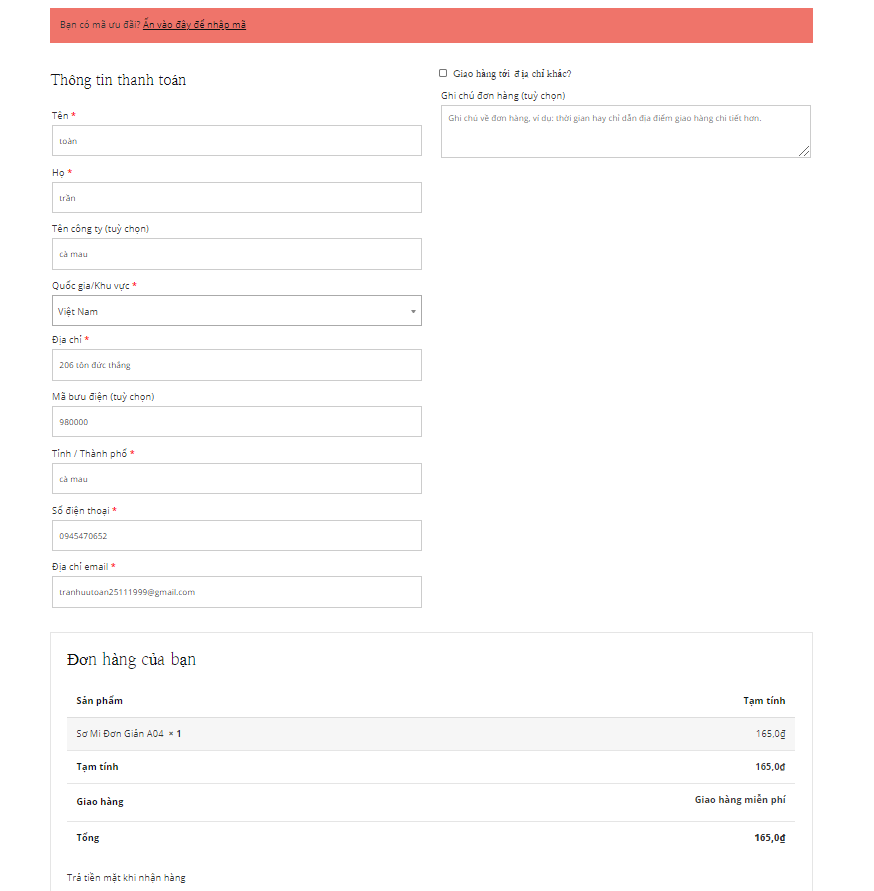 Bạn có mã ưu đãi? Ấn vào đây để nhập mã
Thông tin thanh toán
Tên *
toàn
Họ *
trần
Tên công ty (tuỳ chọn)
cà mau
Quốc gia/Khu vực *
Việt Nam
Địa chỉ *
206 tôn đức thắng
Mã bưu điện (tuỳ chọn)
980000
Tỉnh / Thành phố *
cà mau
Số điện thoại *
0945470652
Địa chỉ email *
tranhuutoan25111999@gmail.com
Giao hàng tới địa chỉ khác?
Ghi chú đơn hàng (tuỳ chọn)
Ghi chú về đơn hàng, ví dụ: thời gian hay chỉ dẫn địa điểm giao hàng chi tiết hơn.
Đơn hàng của bạn
Sản phẩm Tạm tính
Sơ Mi Đơn Giản A04 × 1 165,0₫
Tạm tính 165,0₫
Giao hàng Giao hàng miễn phí
Tổng 165,0₫
Trả tiền mặt khi nhận hàng